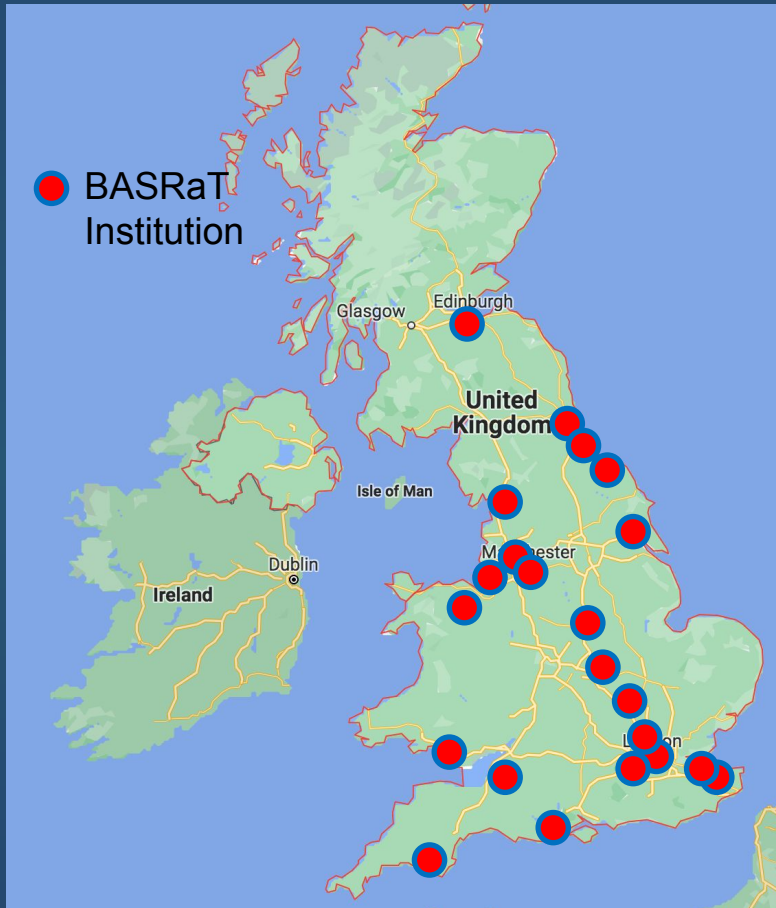 BASRaT
Institution
Glasgow
Edinburgh
United
Kingdom
Isle of Man
Dublin
Ireland